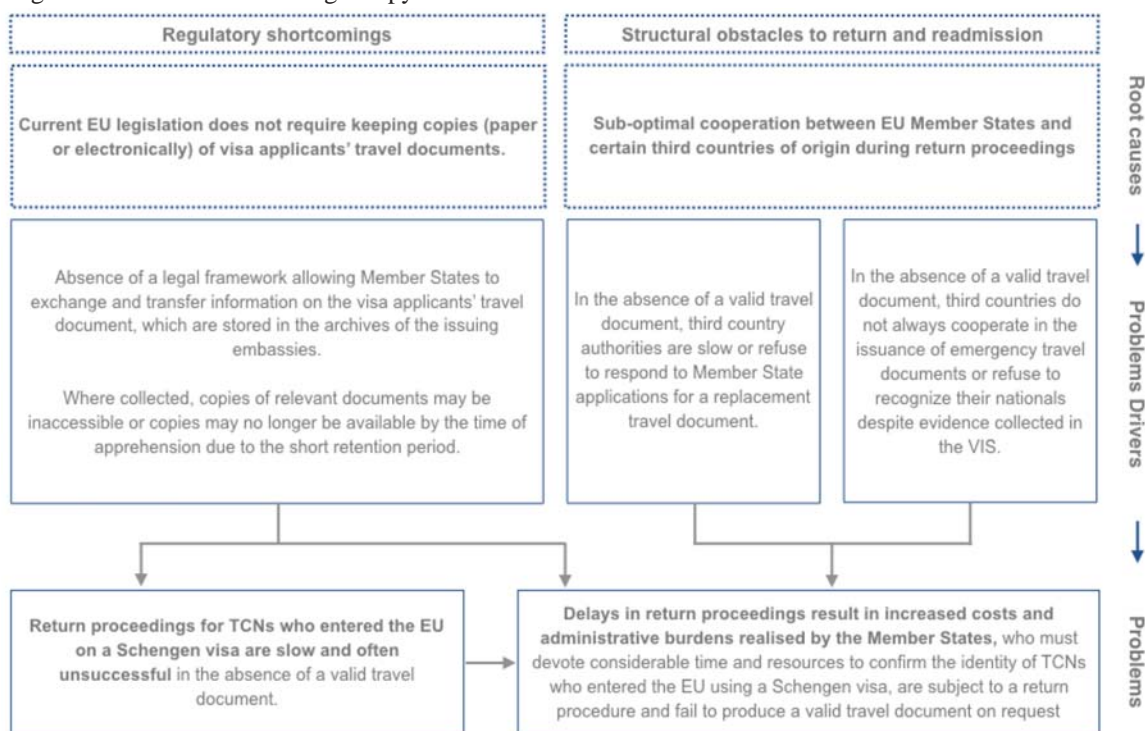 Regulatory shortcomings
Structural obstacles to return and readmission
Current EU legislation does not require keeping copies (paper
or electronically) of visa applicants' travel documents.
Sub-optimal cooperation between EU Member States and
certain third countries of origin during return proceedings
Root causes
Absence of a legal framework allowing Member States to
exchange and transfer information on the visa applicants' travel
document, which are stored in the archives of the issuing
embassies.
Where collected, copies of relevant documents may be
inaccessible or copies may no longer be available by the time of
apprehension due to the short retention period.
In the absence of a valid travel
document, third country
authorities are slow or refuse
to respond to Member State
applications for a replacement
travel document.
In the absence of a valid travel
document, third countries do
not always cooperate in the
issuance of emergency travel
documents or refuse to
recognize their nationals
despite evidence collected in
the VIS.
Problems Drivers
Return proceedings for TCNs who entered the EU
on a Schengen visa are slow and often
unsuccessful in the absence of a valid travel
document.
Delays in return proceedings result in increased costs and
administrative burdens realised by the Member States, who must
devote considerable time and resources to confirm the identity of TCNs
who entered the EU using a Schengen visa, are subject to a return
procedure and fail to produce a valid travel document on request
Problems